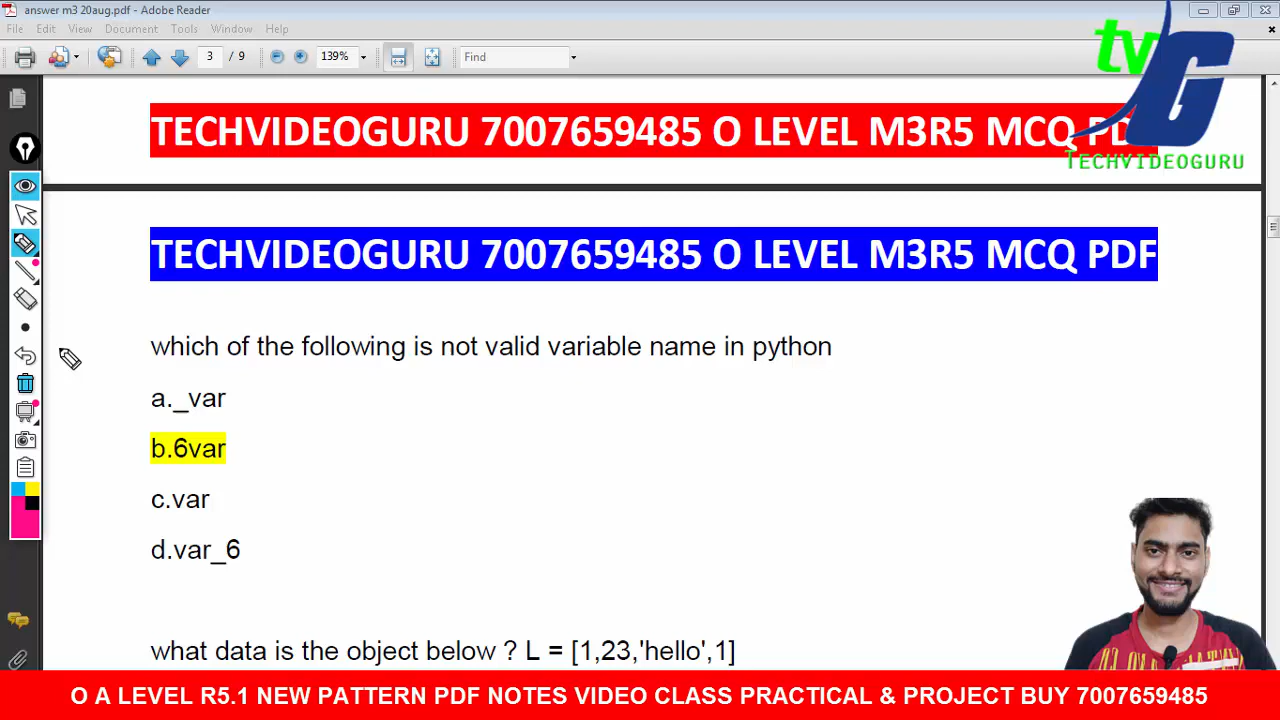 answer m3 20aug.pdf - Adobe Reader
File Edit View Document Tools Window Help
3 / 9 139% Find
tv G
TECHVIDEOGURU
TECHVIDEOGURU 7007659485 O LEVEL M3R5 MCQ PD
TECHVIDEOGURU 7007659485 O LEVEL M3R5 MCQ PDF
which of the following is not valid variable name in python
a._var
b.6var
c.var
d.var_6
what data is the object below ? L = [1,23,'hello',1]
O A LEVEL R5.1 NEW PATTERN PDF NOTES VIDEO CLASS PRACTICAL & PROJECT BUY 7007659485